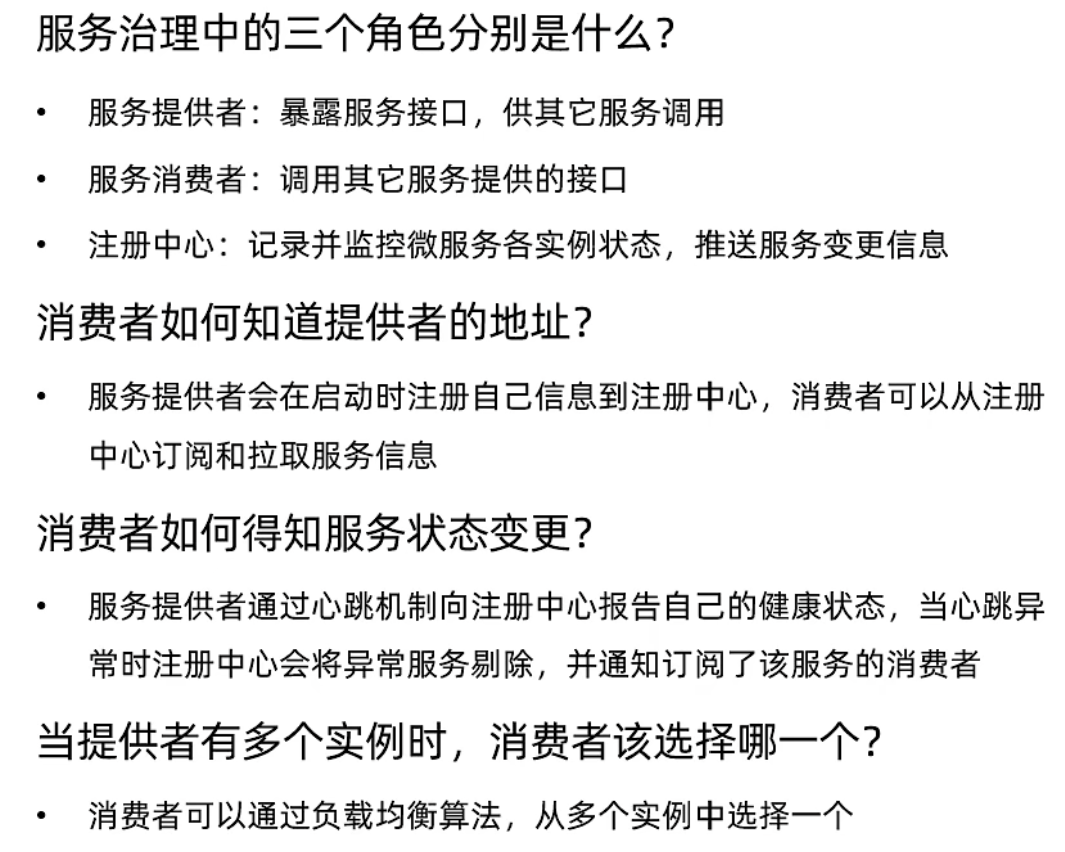 服务治理中的三个角色分别是什么？
• 服务提供者：暴露服务接口，供其它服务调用
• 服务消费者：调用其它服务提供的接口
• 注册中心：记录并监控微服务各实例状态，推送服务变更信息
消费者如何知道提供者的地址？
• 服务提供者会在启动时注册自己信息到注册中心，消费者可以从注册
中心订阅和拉取服务信息
消费者如何得知服务状态变更？
• 服务提供者通过心跳机制向注册中心报告自己的健康状态，当心跳异
常时注册中心会将异常服务剔除，并通知订阅了该服务的消费者
当提供者有多个实例时，消费者该选择哪一个？
• 消费者可以通过负载均衡算法，从多个实例中选择一个